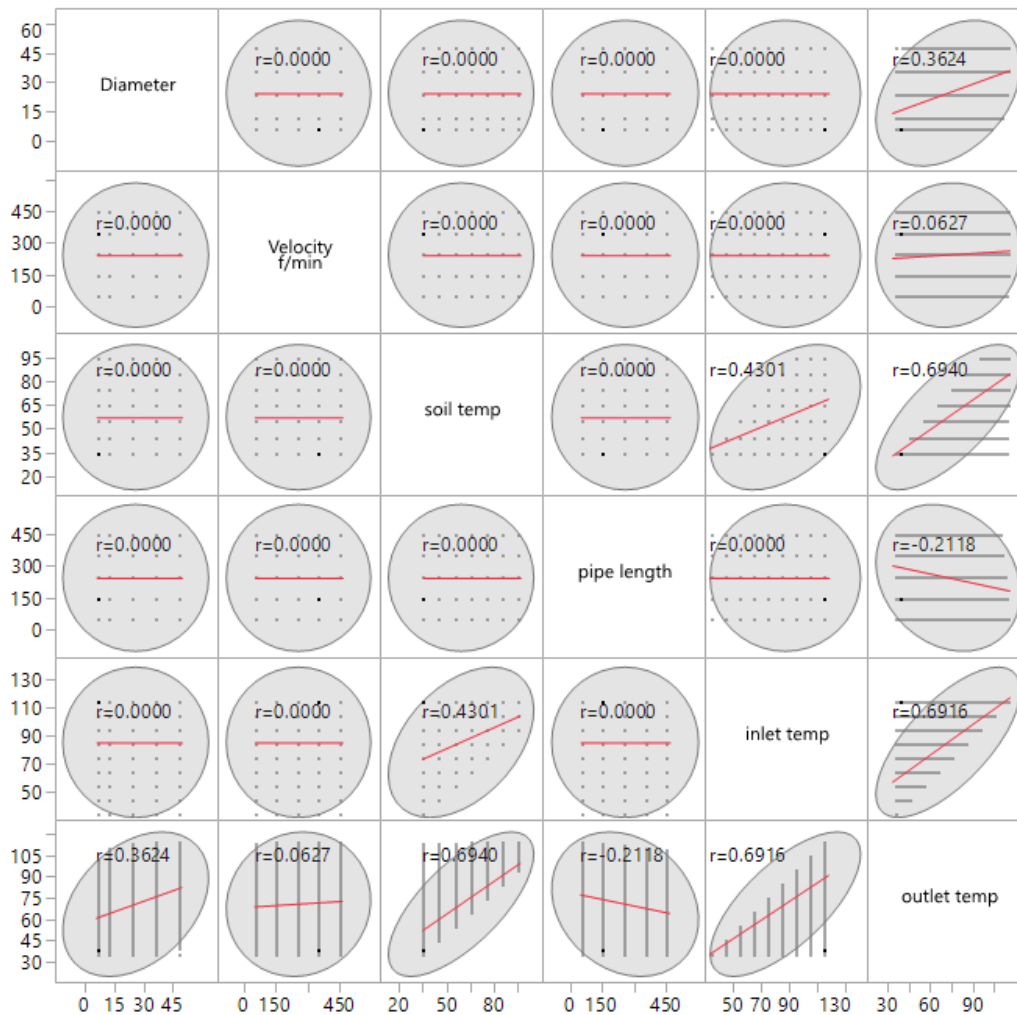 60
45
r=0.0000 r=0.0000 r=0.0000 r=0.0000 r=0.3624
30
Diameter
15
0
450
r=0.0000 r=0.0000 r=0.0000 r=0.0000 r=0.0627
300
Velocity
f/min
150
0
95
r=0.0000 r=0.0000 r=0.0000 r=0.4301 r=0.6940
80
65
soil temp
50
35
20
450
r=0.0000 r=0.0000 r=0.0000 r=0.0000 r=-0.2118
300
pipe length
150
0
130
110
r=0.0000 r=0.0000 r=0.4301 r=0.0000 r=0.6916
90
inlet temp
70
50
105
r=0.3624 r=0.0627 r=0.6940 r=-0.2118 r=0.6916
90
75
outlet temp
60
45
30
0 15 30 45 0 150 450 20 50 80 0 150 450 50 70 90 130 30 60 90